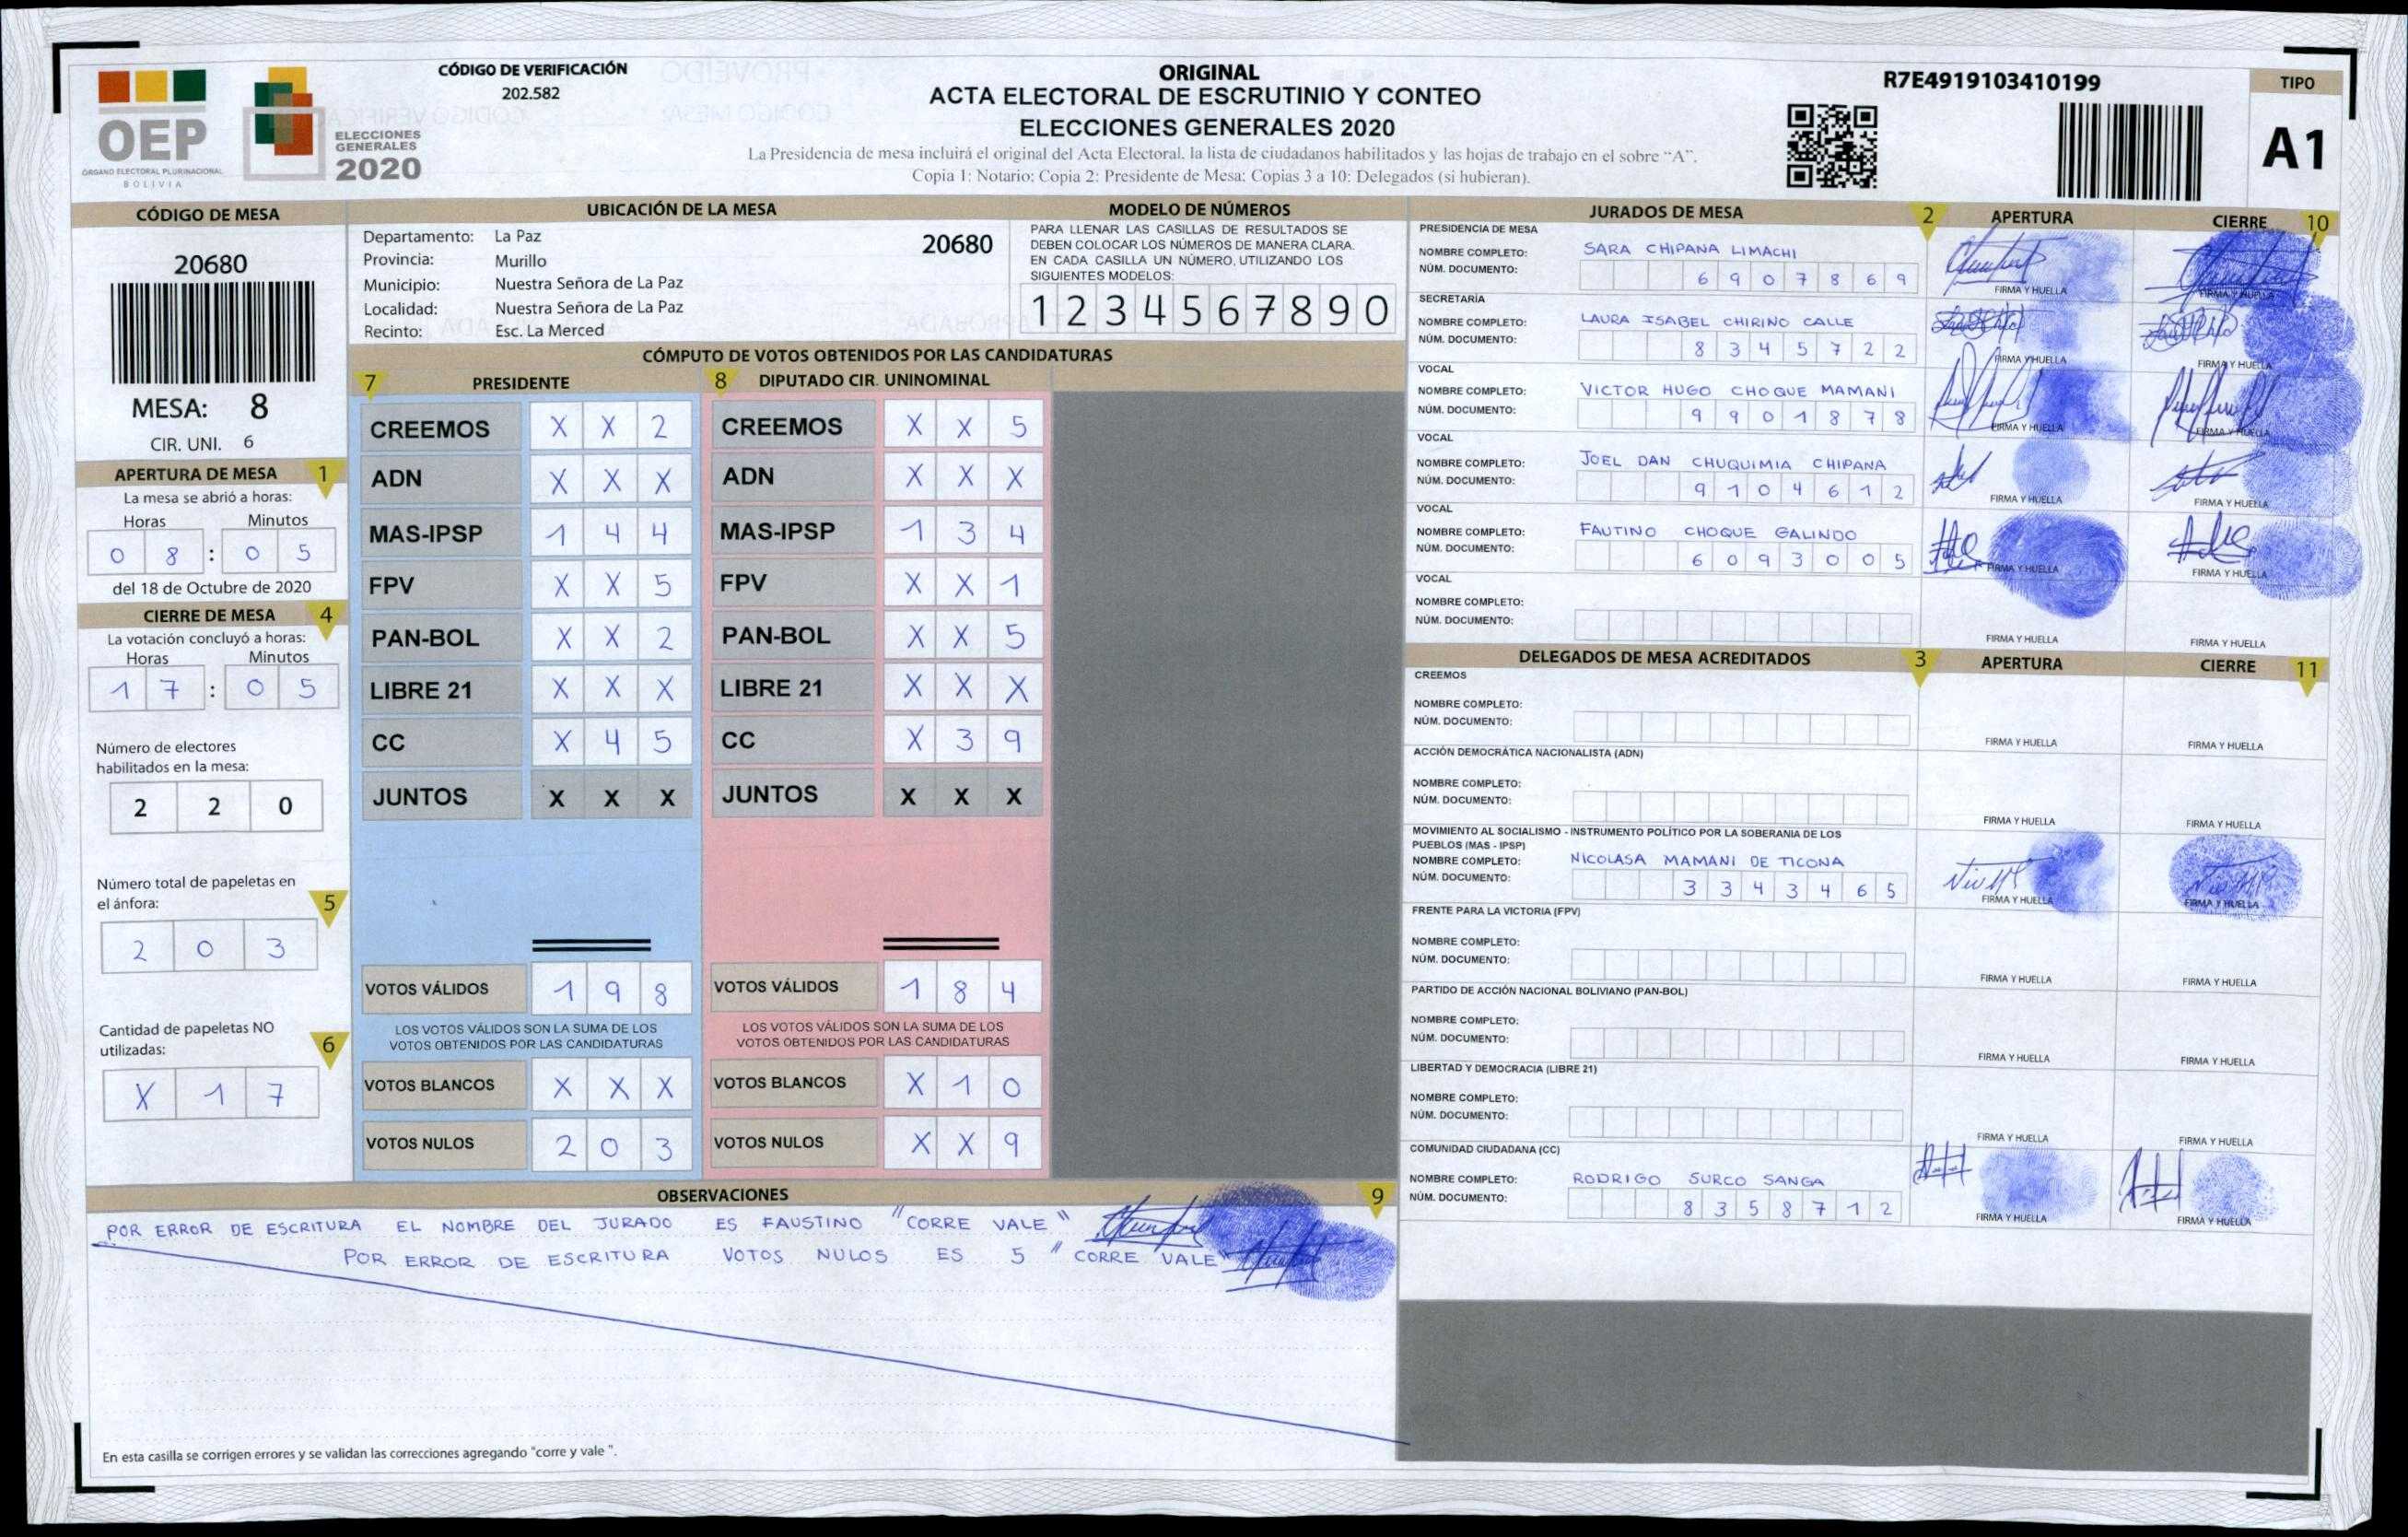 CÓDIGO DE VERIFICACIÓN
202.582
OEP
ÓRGANO ELECTORAL PLURINACIONAL
BOLIVIA
ELECCIONES
GENERALES
2020
ORIGINAL
ACTA ELECTORAL DE ESCRUTINIO Y CONTEO
ELECCIONES GENERALES 2020
La Presidencia de mesa incluirá el original del Acta Electoral, la lista de ciudadanos habilitados y las hojas de trabajo en el sobre "A".
Copia 1: Notario; Copia 2: Presidente de Mesa; Copias 3 a 10: Delegados (si hubieran).
R7E4919103410199
TIPO
A1
CÓDIGO DE MESA
20680
MESA: 8
CIR. UNI. 6
APERTURA DE MESA 1
La mesa se abrió a horas:
Horas Minutos
0 8 : 0 5
del 18 de Octubre de 2020
CIERRE DE MESA 4
La votación concluyó a horas:
Horas Minutos
1 7 : 0 5
Número de electores
habilitados en la mesa:
2 2 0
Número total de papeletas en
el ánfora: 5
2 0 3
Cantidad de papeletas NO
utilizadas: 6
X 1 7
UBICACIÓN DE LA MESA
Departamento: La Paz 20680
Provincia: Murillo
Municipio: Nuestra Señora de La Paz
Localidad: Nuestra Señora de La Paz
Recinto: Esc. La Merced
MODELO DE NÚMEROS
PARA LLENAR LAS CASILLAS DE RESULTADOS SE
DEBEN COLOCAR LOS NÚMEROS DE MANERA CLARA.
EN CADA CASILLA UN NÚMERO, UTILIZANDO LOS
SIGUIENTES MODELOS:
1 2 3 4 5 6 7 8 9 0
CÓMPUTO DE VOTOS OBTENIDOS POR LAS CANDIDATURAS
7 PRESIDENTE
CREEMOS X X 2
ADN X X X
MAS-IPSP 1 4 4
FPV X X 5
PAN-BOL X X 2
LIBRE 21 X X X
CC X 4 5
JUNTOS X X X
VOTOS VÁLIDOS 1 9 8
LOS VOTOS VÁLIDOS SON LA SUMA DE LOS
VOTOS OBTENIDOS POR LAS CANDIDATURAS
VOTOS BLANCOS X X X
VOTOS NULOS 2 0 3
8 DIPUTADO CIR. UNINOMINAL
CREEMOS X X 5
ADN X X X
MAS-IPSP 1 3 4
FPV X X 1
PAN-BOL X X 5
LIBRE 21 X X X
CC X 3 9
JUNTOS X X X
VOTOS VÁLIDOS 1 8 4
LOS VOTOS VÁLIDOS SON LA SUMA DE LOS
VOTOS OBTENIDOS POR LAS CANDIDATURAS
VOTOS BLANCOS X 1 0
VOTOS NULOS X X 9
OBSERVACIONES 9
POR ERROR DE ESCRITURA EL NOMBRE DEL JURADO ES FAUSTINO "CORRE VALE"
POR ERROR DE ESCRITURA VOTOS NULOS ES 5 "CORRE VALE"
En esta casilla se corrigen errores y se validan las correcciones agregando "corre y vale ".
JURADOS DE MESA 2 APERTURA CIERRE 10
PRESIDENCIA DE MESA
NOMBRE COMPLETO: SARA CHIPANA LIMACHI
NÚM. DOCUMENTO: 6 9 0 7 8 6 9
FIRMA Y HUELLA FIRMA Y HUELLA
SECRETARÍA
NOMBRE COMPLETO: LAURA ISABEL CHIRINO CALLE
NÚM. DOCUMENTO: 8 3 4 5 7 2 2
FIRMA Y HUELLA FIRMA Y HUELLA
VOCAL
NOMBRE COMPLETO: VICTOR HUGO CHOQUE MAMANI
NÚM. DOCUMENTO: 9 9 0 1 8 7 8
FIRMA Y HUELLA FIRMA Y HUELLA
VOCAL
NOMBRE COMPLETO: JOEL DAN CHUQUIMIA CHIPANA
NÚM. DOCUMENTO: 9 1 0 4 6 1 2
FIRMA Y HUELLA FIRMA Y HUELLA
VOCAL
NOMBRE COMPLETO: FAUTINO CHOQUE GALINDO
NÚM. DOCUMENTO: 6 0 9 3 0 0 5
FIRMA Y HUELLA FIRMA Y HUELLA
VOCAL
NOMBRE COMPLETO:
NÚM. DOCUMENTO:
FIRMA Y HUELLA FIRMA Y HUELLA
DELEGADOS DE MESA ACREDITADOS 3 APERTURA CIERRE 11
CREEMOS
NOMBRE COMPLETO:
NÚM. DOCUMENTO:
FIRMA Y HUELLA FIRMA Y HUELLA
ACCIÓN DEMOCRÁTICA NACIONALISTA (ADN)
NOMBRE COMPLETO:
NÚM. DOCUMENTO:
FIRMA Y HUELLA FIRMA Y HUELLA
MOVIMIENTO AL SOCIALISMO - INSTRUMENTO POLÍTICO POR LA SOBERANIA DE LOS
PUEBLOS (MAS - IPSP)
NOMBRE COMPLETO: NICOLASA MAMANI DE TICONA
NÚM. DOCUMENTO: 3 3 4 3 4 6 5
FIRMA Y HUELLA FIRMA Y HUELLA
FRENTE PARA LA VICTORIA (FPV)
NOMBRE COMPLETO:
NÚM. DOCUMENTO:
FIRMA Y HUELLA FIRMA Y HUELLA
PARTIDO DE ACCIÓN NACIONAL BOLIVIANO (PAN-BOL)
NOMBRE COMPLETO:
NÚM. DOCUMENTO:
FIRMA Y HUELLA FIRMA Y HUELLA
LIBERTAD Y DEMOCRACIA (LIBRE 21)
NOMBRE COMPLETO:
NÚM. DOCUMENTO:
FIRMA Y HUELLA FIRMA Y HUELLA
COMUNIDAD CIUDADANA (CC)
NOMBRE COMPLETO: RODRIGO SURCO SANGA
NÚM. DOCUMENTO: 8 3 5 8 7 1 2
FIRMA Y HUELLA FIRMA Y HUELLA